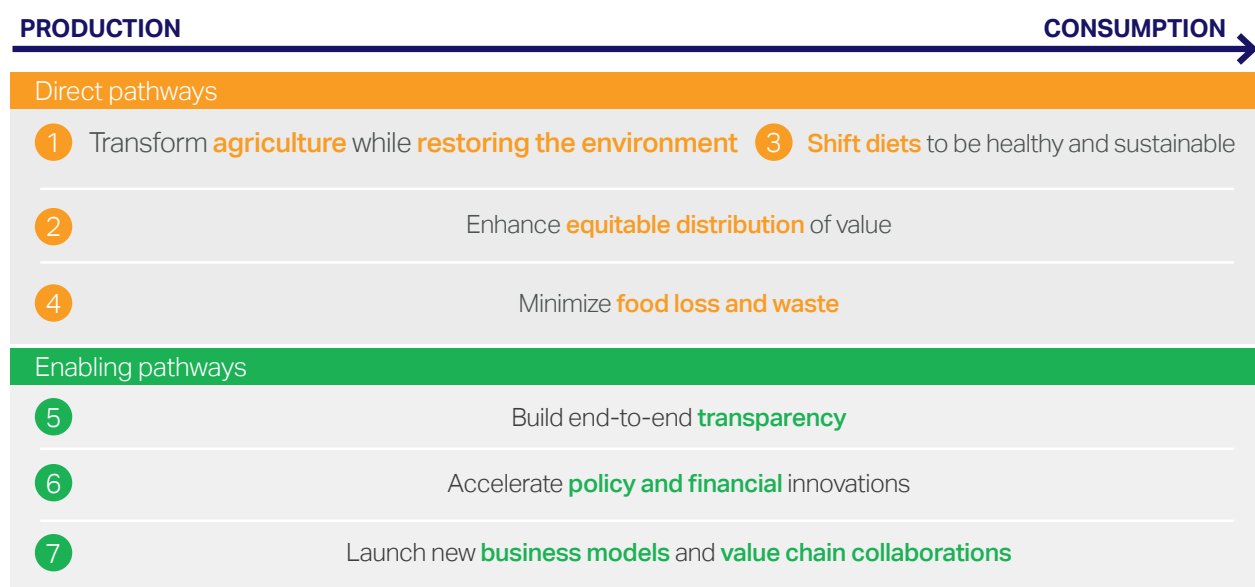 PRODUCTION CONSUMPTION
Direct pathways
1 Transform agriculture while restoring the environment 3 Shift diets to be healthy and sustainable
2 Enhance equitable distribution of value
4 Minimize food loss and waste
Enabling pathways
5 Build end-to-end transparency
6 Accelerate policy and financial innovations
7 Launch new business models and value chain collaborations